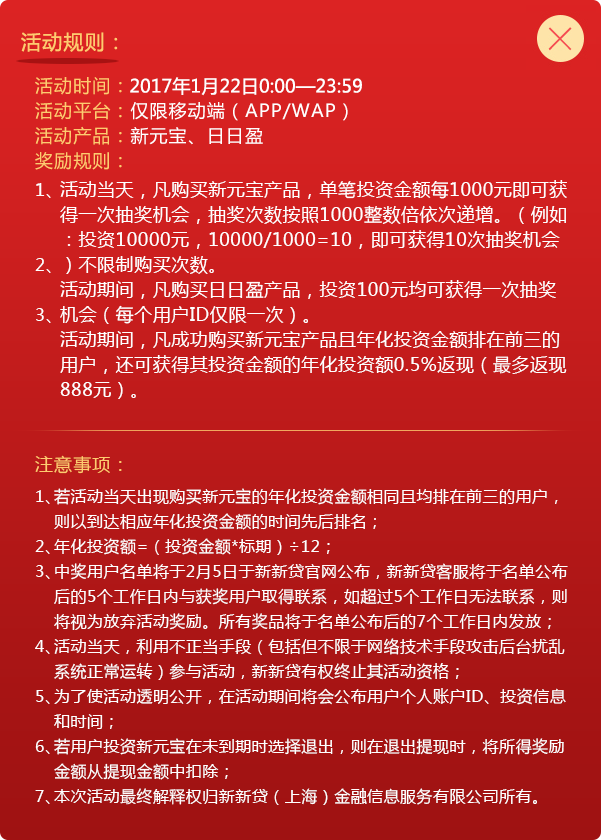 活动规则：
活动时间：2017年1月22日0:00—23:59
活动平台：仅限移动端（APP/WAP）
活动产品：新元宝、日日盈
奖励规则：
1、活动当天，凡购买新元宝产品，单笔投资金额每1000元即可获
得一次抽奖机会，抽奖次数按照1000整数倍依次递增。（例如
：投资10000元，10000/1000=10，即可获得10次抽奖机会
2、）不限制购买次数。
活动期间，凡购买日日盈产品，投资100元均可获得一次抽奖
3、机会（每个用户ID仅限一次）。
活动期间，凡成功购买新元宝产品且年化投资金额排在前三的
用户，还可获得其投资金额的年化投资额0.5%返现（最多返现
888元）。
注意事项：
1、若活动当天出现购买新元宝的年化投资金额相同且均排在前三的用户，
则以到达相应年化投资金额的时间先后排名；
2、年化投资额=（投资金额*标期）÷12；
3、中奖用户名单将于2月5日于新新贷官网公布，新新贷客服将于名单公布
后的5个工作日内与获奖用户取得联系，如超过5个工作日无法联系，则
将视为放弃活动奖励。所有奖品将于名单公布后的7个工作日内发放；
4、活动当天，利用不正当手段（包括但不限于网络技术手段攻击后台扰乱
系统正常运转）参与活动，新新贷有权终止其活动资格；
5、为了使活动透明公开，在活动期间将会公布用户个人账户ID、投资信息
和时间；
6、若用户投资新元宝在未到期时选择退出，则在退出提现时，将所得奖励
金额从提现金额中扣除；
7、本次活动最终解释权归新新贷（上海）金融信息服务有限公司所有。